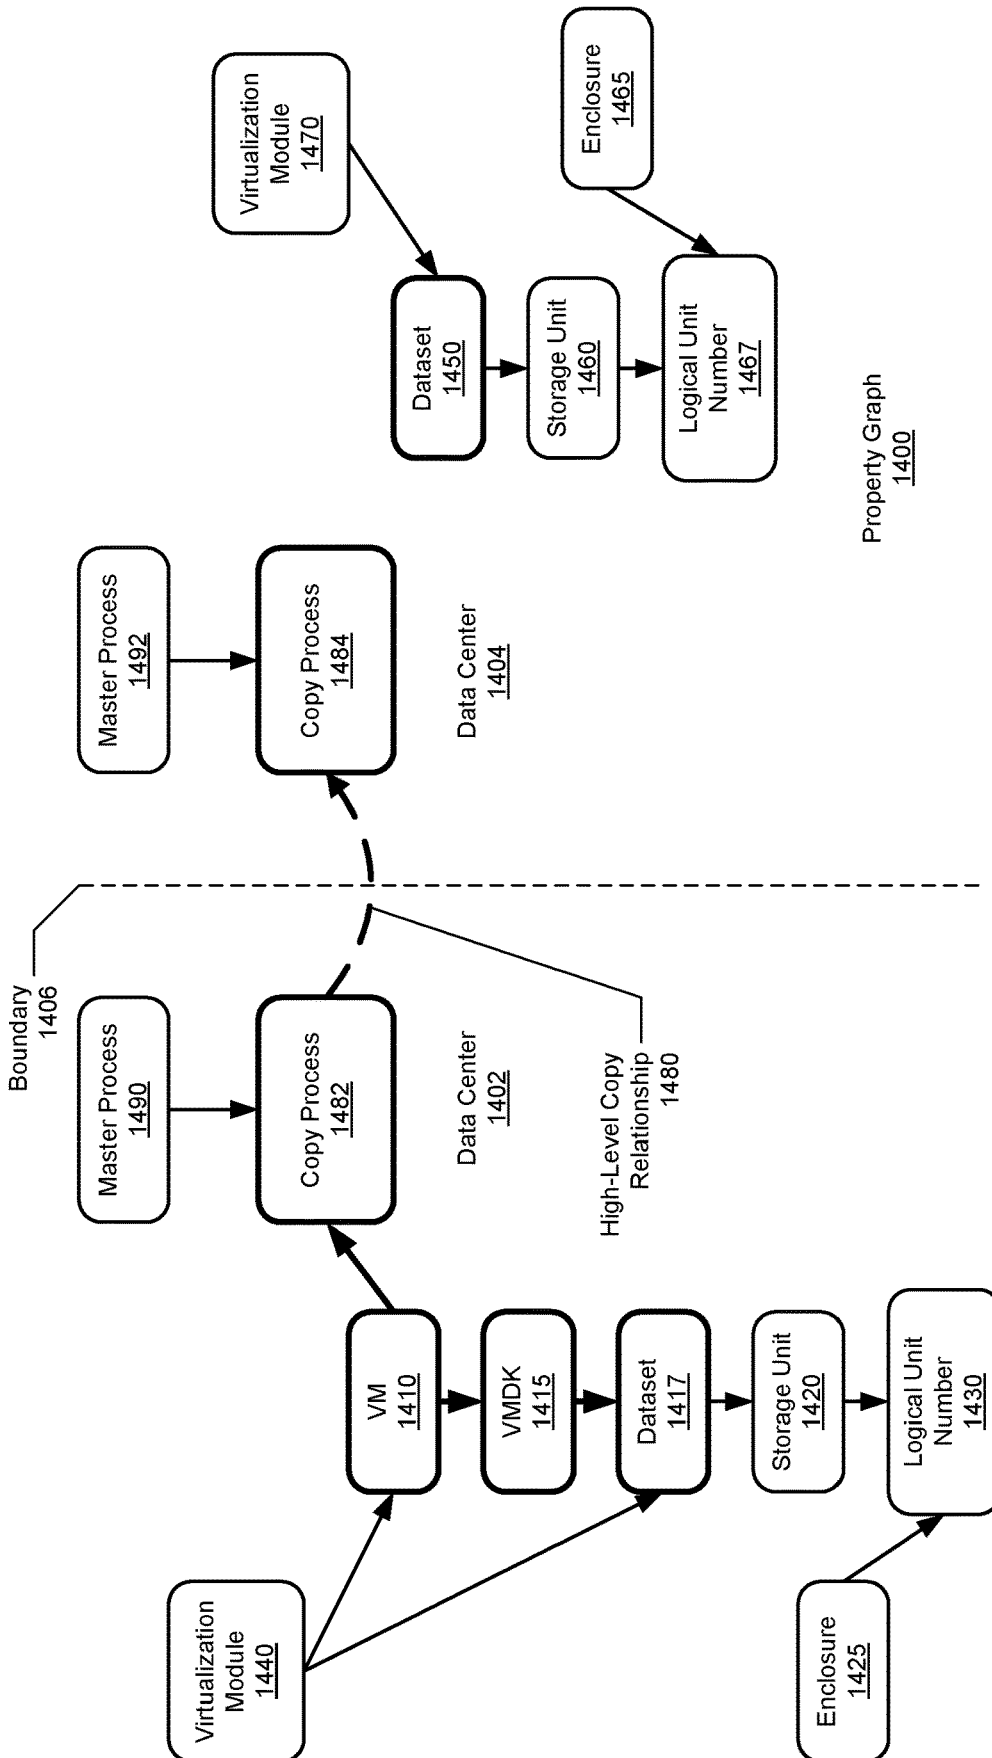 Boundary
1406
Master Process
1490
Master Process
1492
Virtualization
Module
1440
Virtualization
Module
1470
Copy Process
1482
Copy Process
1484
VM
1410
Dataset
1450
Data Center
1402
Data Center
1404
VMDK
1415
Storage Unit
1460
Enclosure
1465
High-Level Copy
Relationship
1480
Dataset
1417
Logical Unit
Number
1467
Storage Unit
1420
Enclosure
1425
Logical Unit
Number
1430
Property Graph
1400